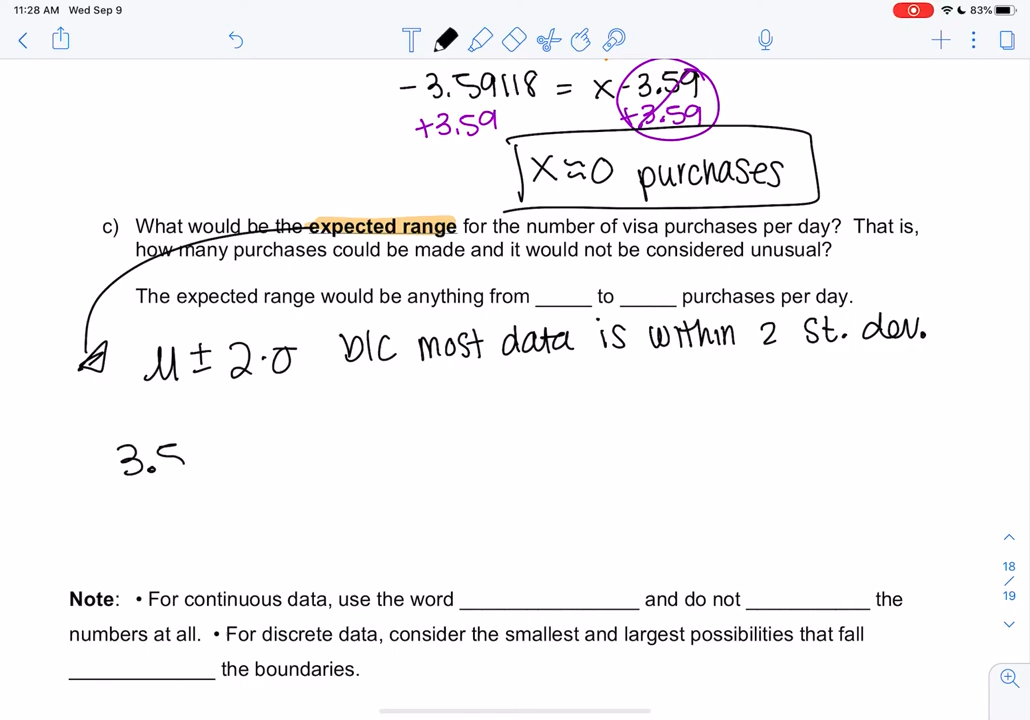 11:28 AM Wed Sep 9 83%
T
-3.59118 = x -3.59
+3.59 +3.59
x ≈ 0 purchases
c) What would be the expected range for the number of visa purchases per day? That is,
how many purchases could be made and it would not be considered unusual?
The expected range would be anything from _____ to _____ purchases per day.
μ ± 2·σ b/c most data is within 2 st. dev.
3.5
18
/
19
Note: • For continuous data, use the word ________________ and do not ___________ the
numbers at all. • For discrete data, consider the smallest and largest possibilities that fall
_____________ the boundaries.